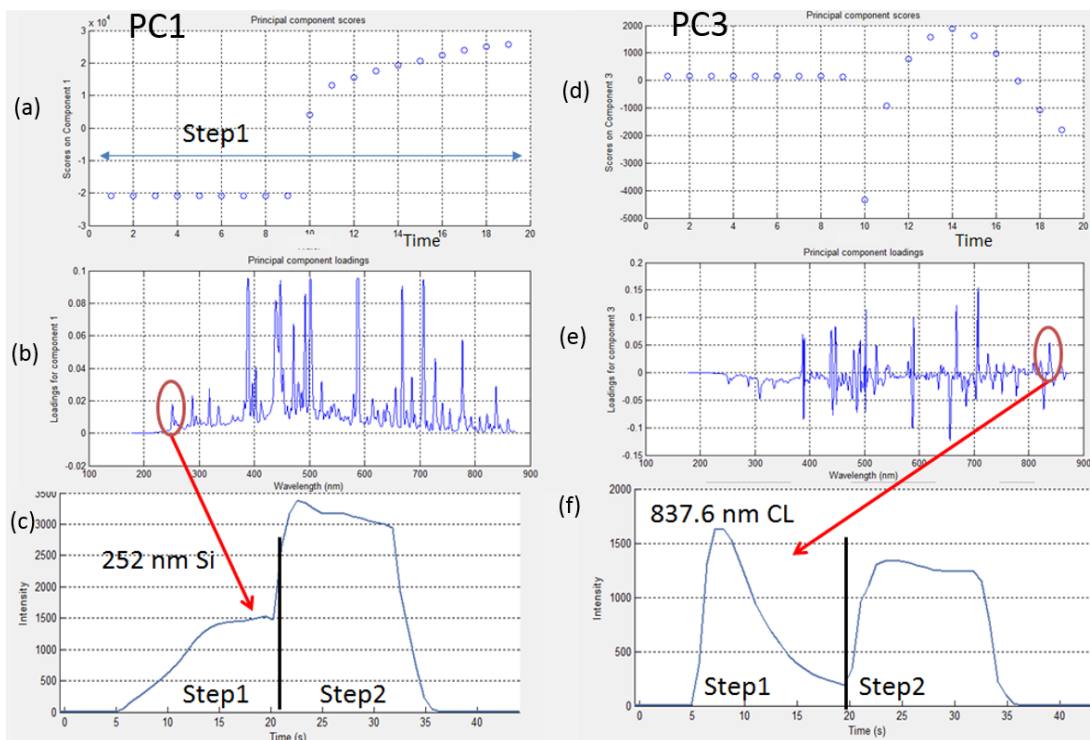 PC1
Principal component scores
(a)
Scores on Component 1
3 x 10^4
2
1
0
-1
-2
-3
Step1
0 2 4 6 8 10 12 14 16 18 20
Time
Principal component loadings
(b)
Loadings for component 1
0.1
0.08
0.06
0.04
0.02
0
-0.02
100 200 300 400 500 600 700 800 900
Wavelength (nm)
(c)
Intensity
3500
3000
2500
2000
1500
1000
500
0
252 nm Si
Step1
Step2
0 5 10 15 20 25 30 35 40
Time (s)
PC3
Principal component scores
(d)
Scores on Component 3
2000
1000
0
-1000
-2000
-3000
-4000
-5000
0 2 4 6 8 10 12 14 16 18 20
Time
Principal component loadings
(e)
Loadings for component 3
0.2
0.15
0.1
0.05
0
-0.05
-0.1
-0.15
100 200 300 400 500 600 700 800 900
Wavelength (nm)
(f)
Intensity
2000
1500
1000
500
0
837.6 nm CL
Step1
Step2
0 5 10 15 20 25 30 35 40
Time (s)